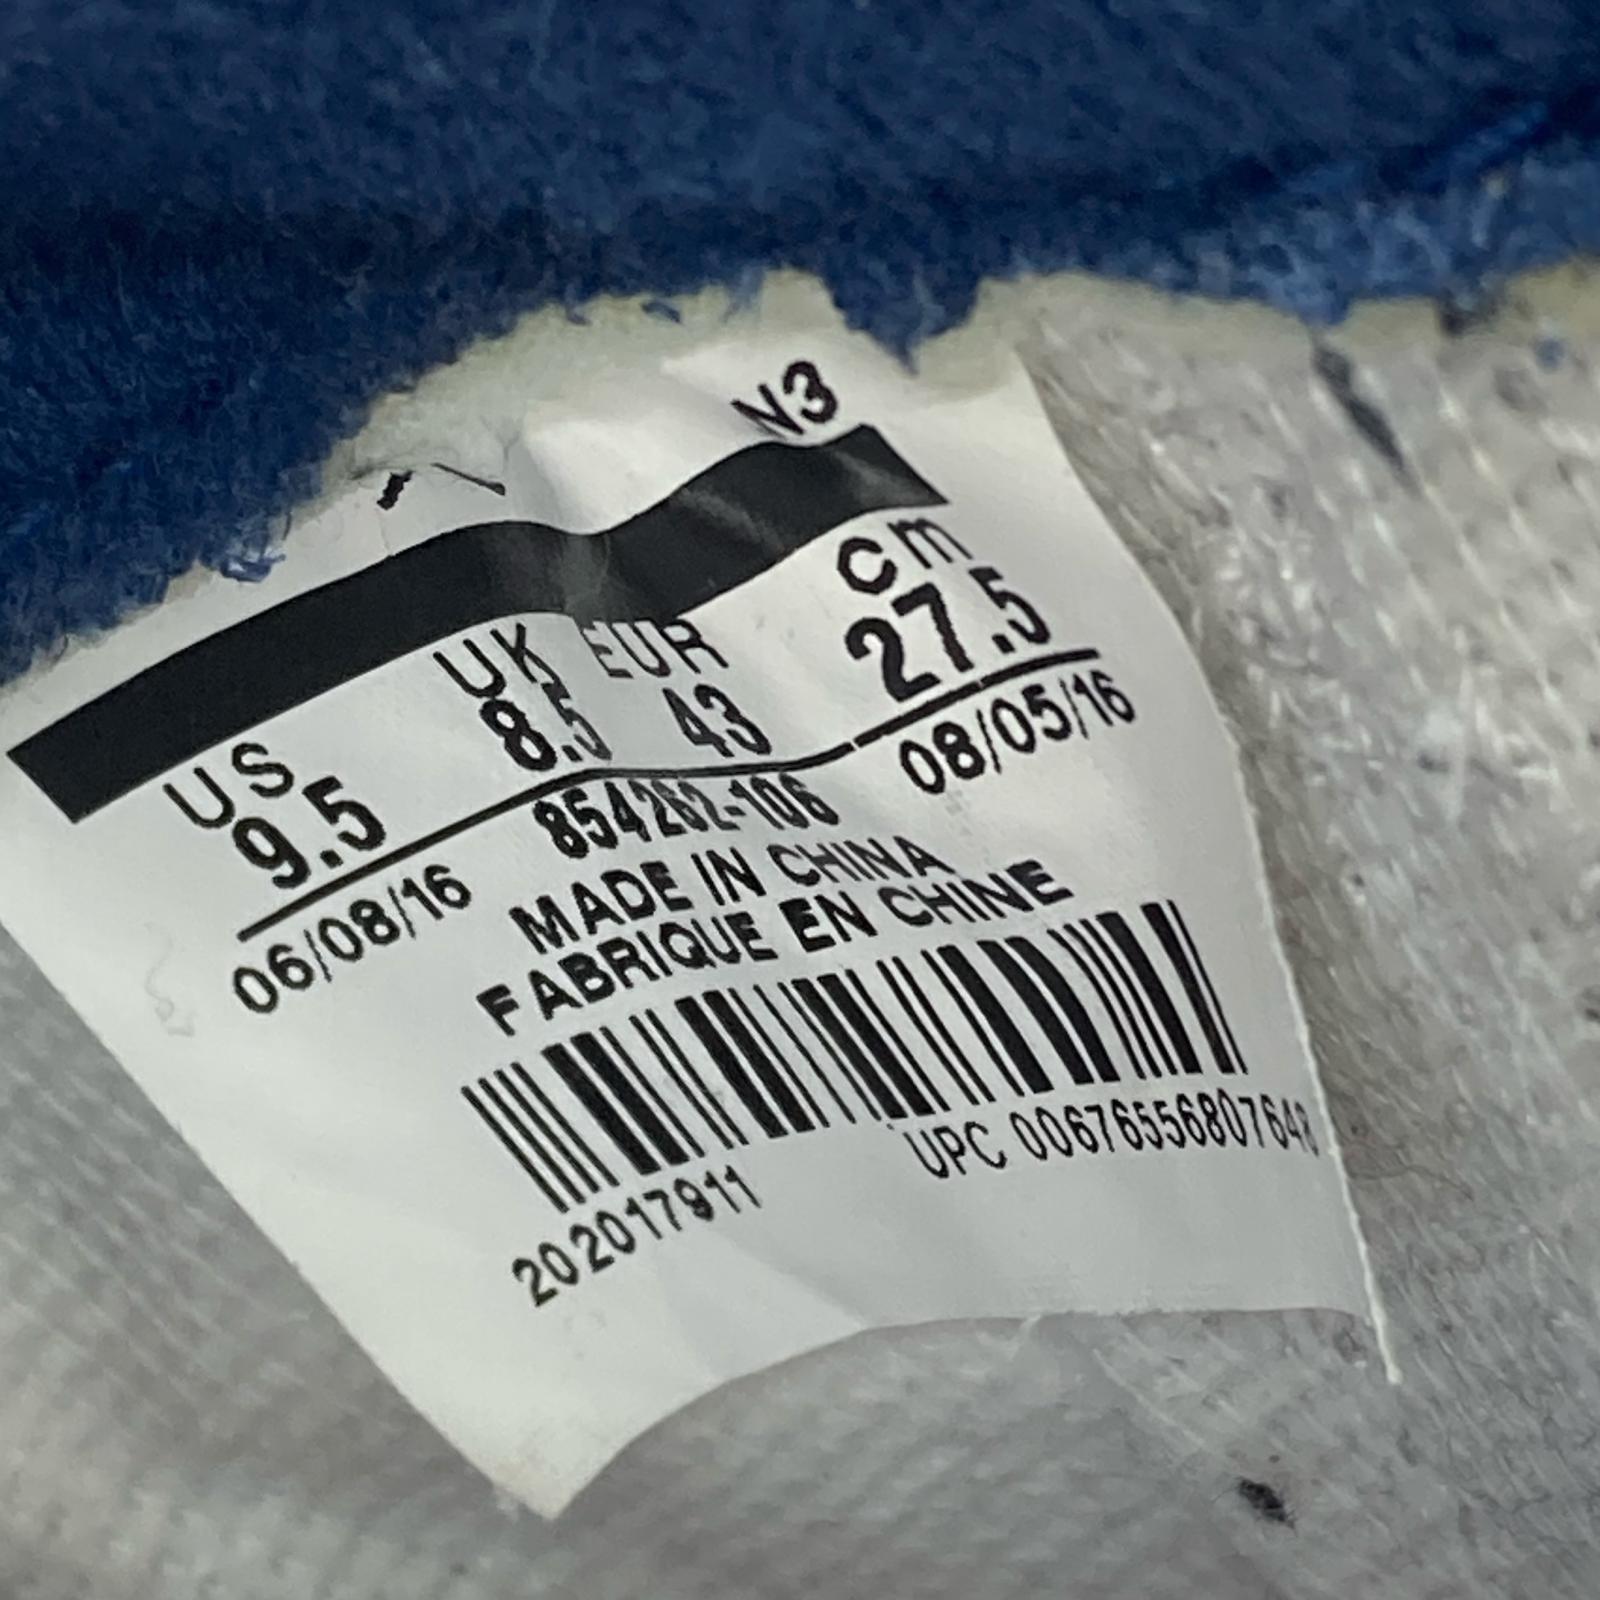 N3
US UK EUR cm
9.5 8.5 43 27.5
06/08/16 854262-106 08/05/16
MADE IN CHINA
FABRIQUE EN CHINE
202017911 UPC 00676556807648